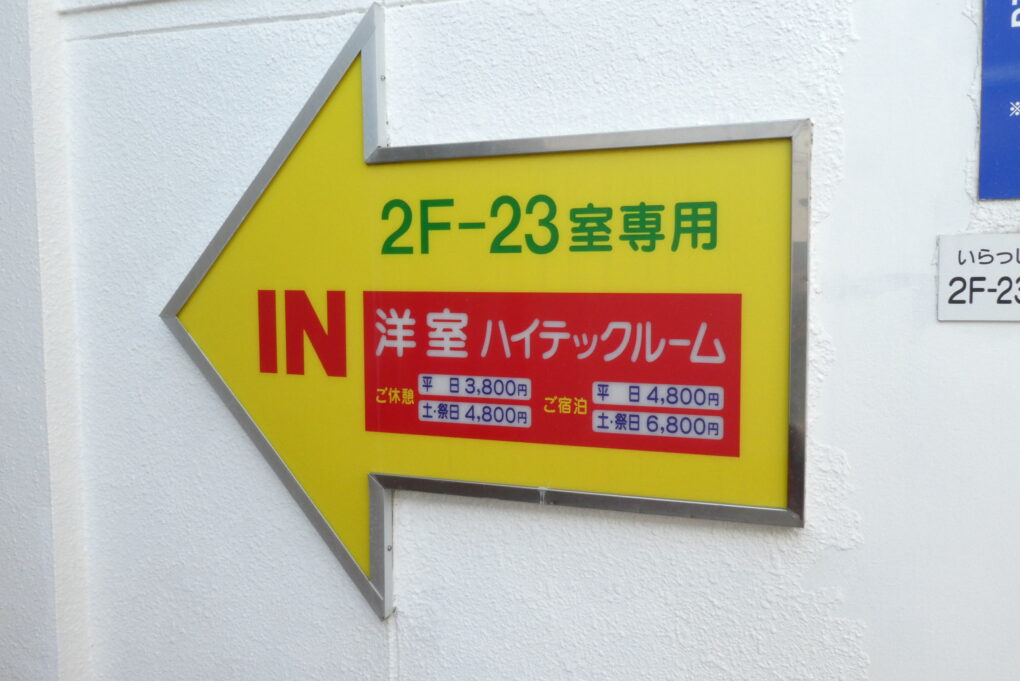 2F-23室専用
IN
洋室 ハイテックルーム
ご休憩
平 日 3,800円
土・祭日 4,800円
ご宿泊
平 日 4,800円
土・祭日 6,800円
※
いらっし
2F-23